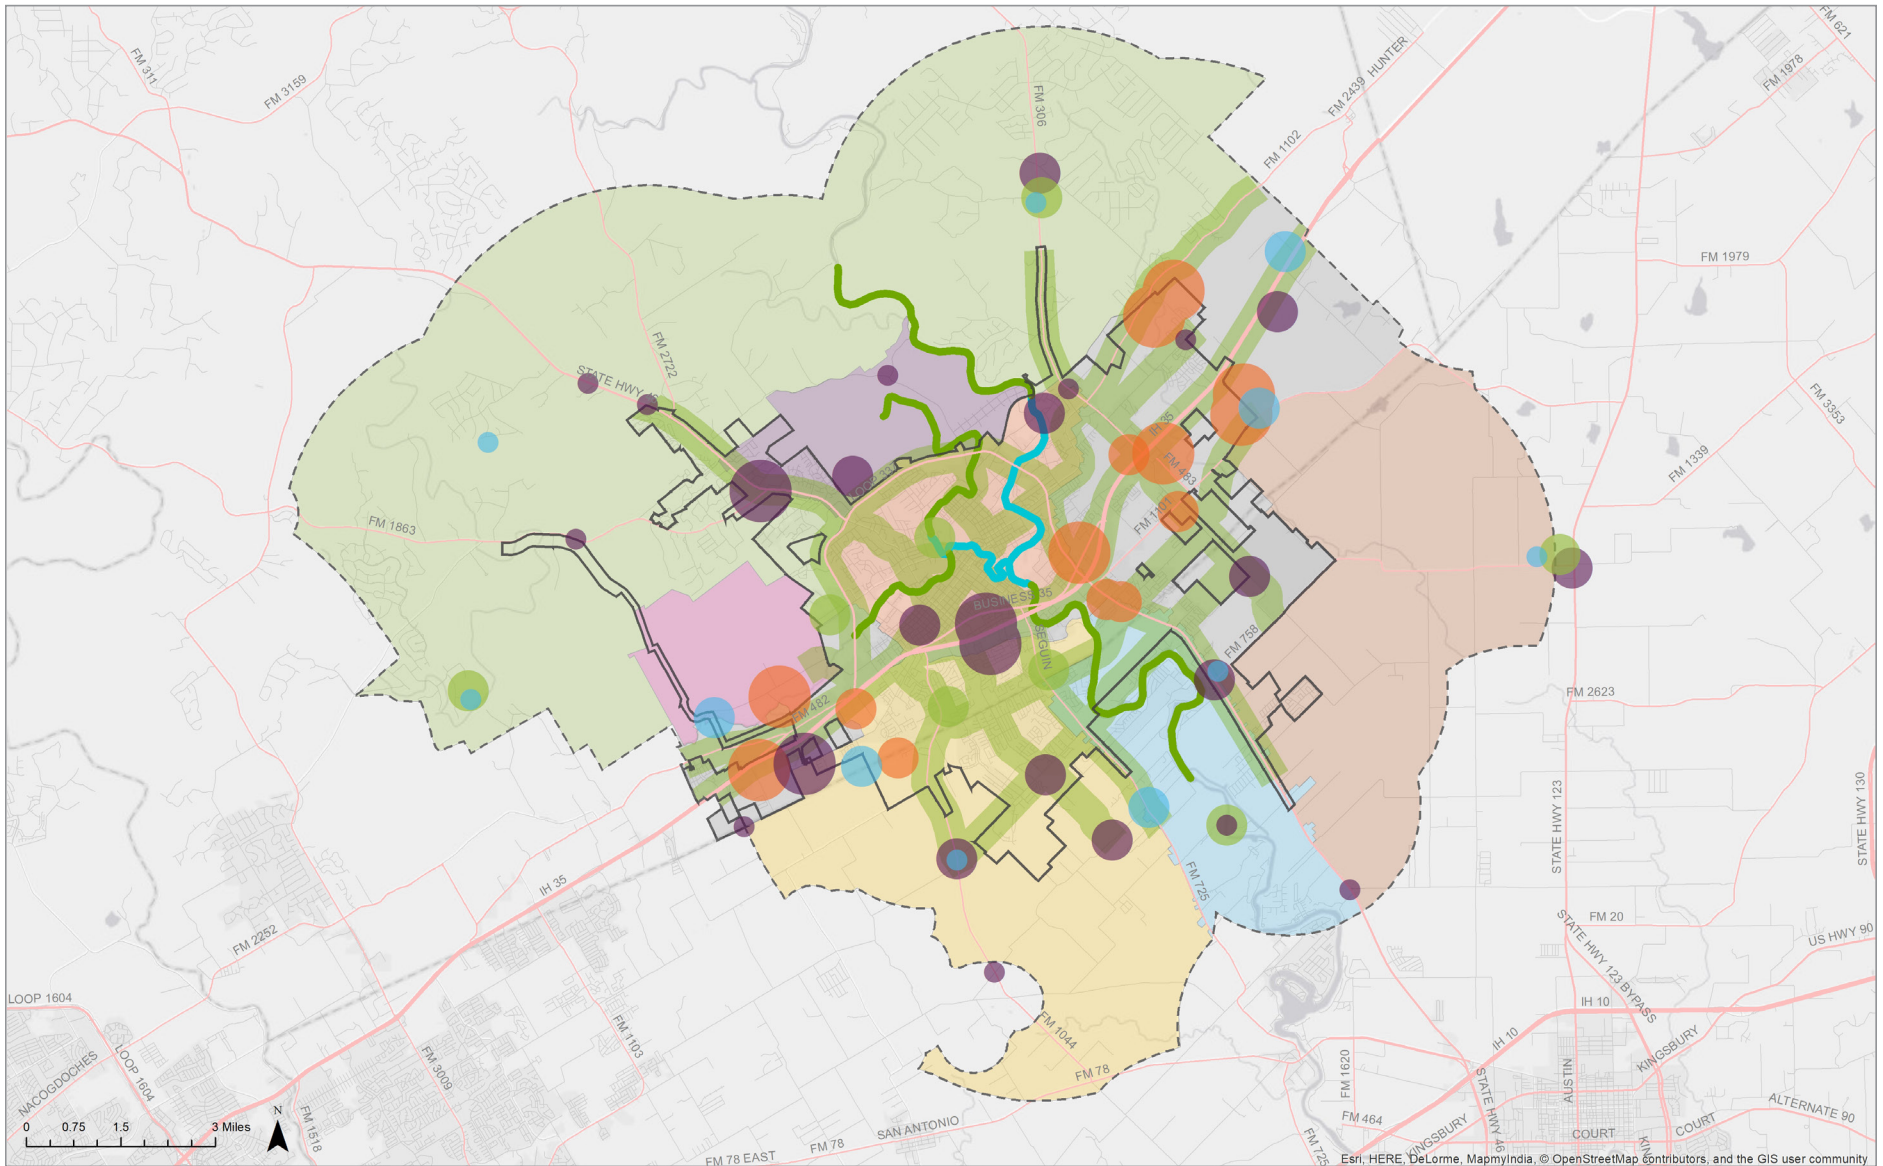 FM 621
FM 311
FM 3159
FM 1978
FM 2439 HUNTER
FM 306
FM 1102
FM 1979
FM 2722
STATE HWY 46
FM 3353
IH 35
FM 483
LOOP 337
FM 1339
FM 1863
FM 1101
BUSINESS 35
SEGUIN
FM 758
FM 2623
FM 482
STATE HWY 123
STATE HWY 130
IH 35
FM 725
FM 20
US HWY 90
FM 2252
STATE HWY 123 BYPASS
LOOP 1604
IH 10
FM 1044
FM 1103
IH 10
KINGSBURY
NACOGDOCHES
LOOP 1604
FM 3009
FM 78
FM 1620
AUSTIN
STATE HWY 46
ALTERNATE 90
N
0 0.75 1.5 3 Miles
FM 1518
FM 464
SAN ANTONIO
FM 78
FM 78 EAST
FM 725
KINGSBURY
COURT
COURT
KIN
Esri, HERE, DeLorme, MapmyIndia, © OpenStreetMap contributors, and the GIS user community